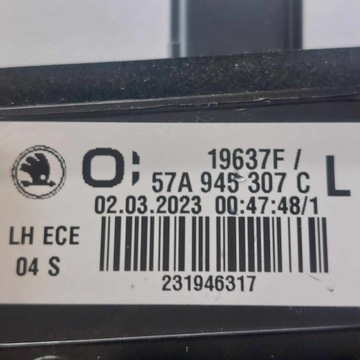 O: 19637F / L
57A 945 307 C
02.03.2023 00:47:48/1
LH ECE
04 S
231946317